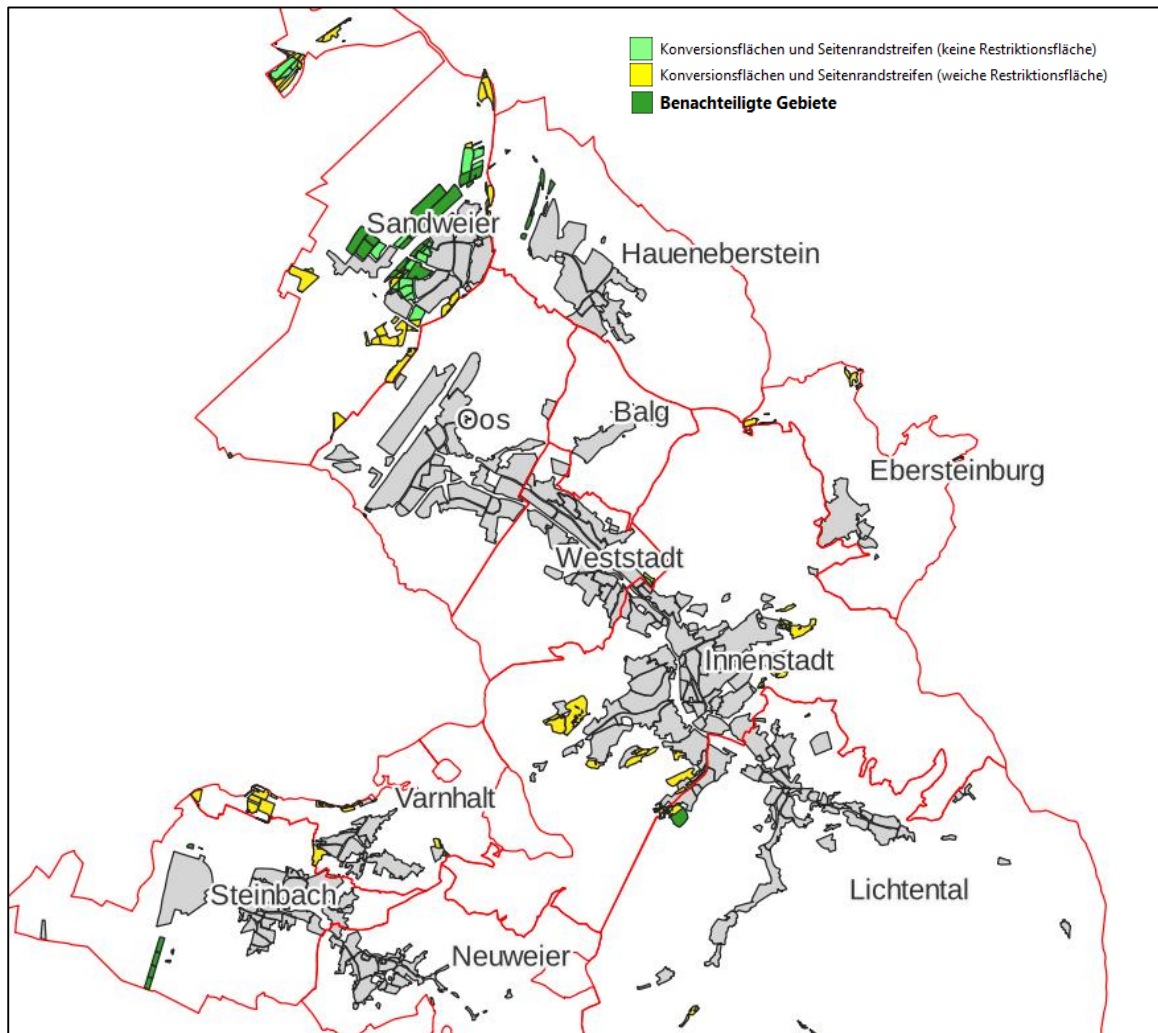 Konversionsflächen und Seitenrandstreifen (keine Restriktionsfläche)
Konversionsflächen und Seitenrandstreifen (weiche Restriktionsfläche)
Benachteiligte Gebiete
Sandweier
Haueneberstein
Oos
Balg
Ebersteinburg
Weststadt
Innenstadt
Varnhalt
Steinbach
Lichtental
Neuweier